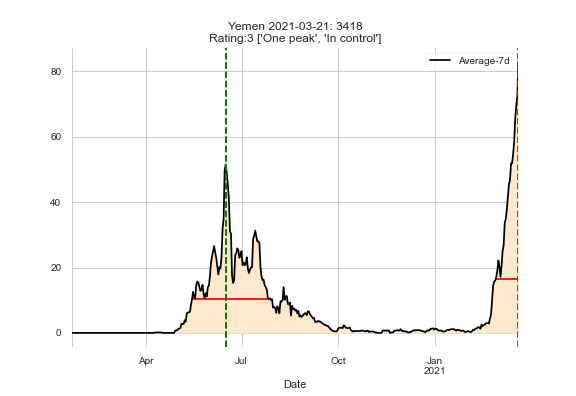 Yemen 2021-03-21: 3418
Rating:3 ['One peak', 'In control']
Average-7d
80
60
40
20
0
Apr
Jul
Oct
Jan
2021
Date